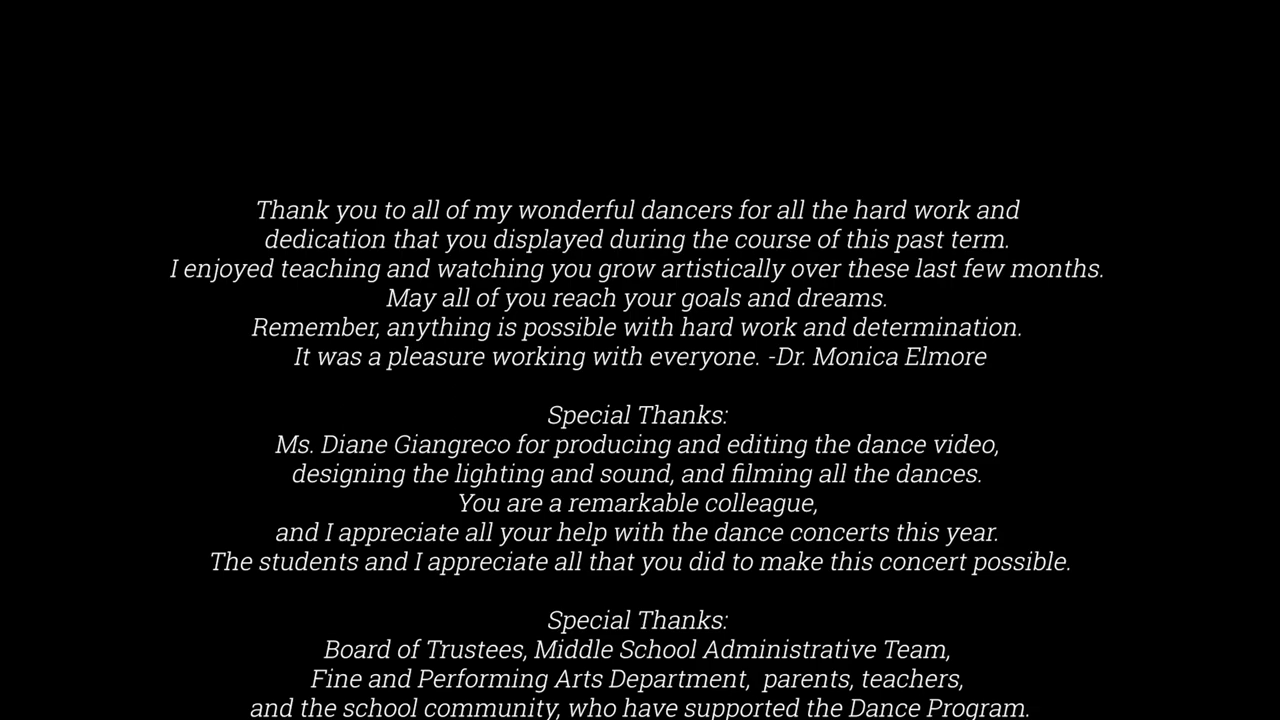 Thank you to all of my wonderful dancers for all the hard work and
dedication that you displayed during the course of this past term.
I enjoyed teaching and watching you grow artistically over these last few months.
May all of you reach your goals and dreams.
Remember, anything is possible with hard work and determination.
It was a pleasure working with everyone. -Dr. Monica Elmore
Special Thanks:
Ms. Diane Giangreco for producing and editing the dance video,
designing the lighting and sound, and filming all the dances.
You are a remarkable colleague,
and I appreciate all your help with the dance concerts this year.
The students and I appreciate all that you did to make this concert possible.
Special Thanks:
Board of Trustees, Middle School Administrative Team,
Fine and Performing Arts Department,  parents, teachers,
and the school community, who have supported the Dance Program.